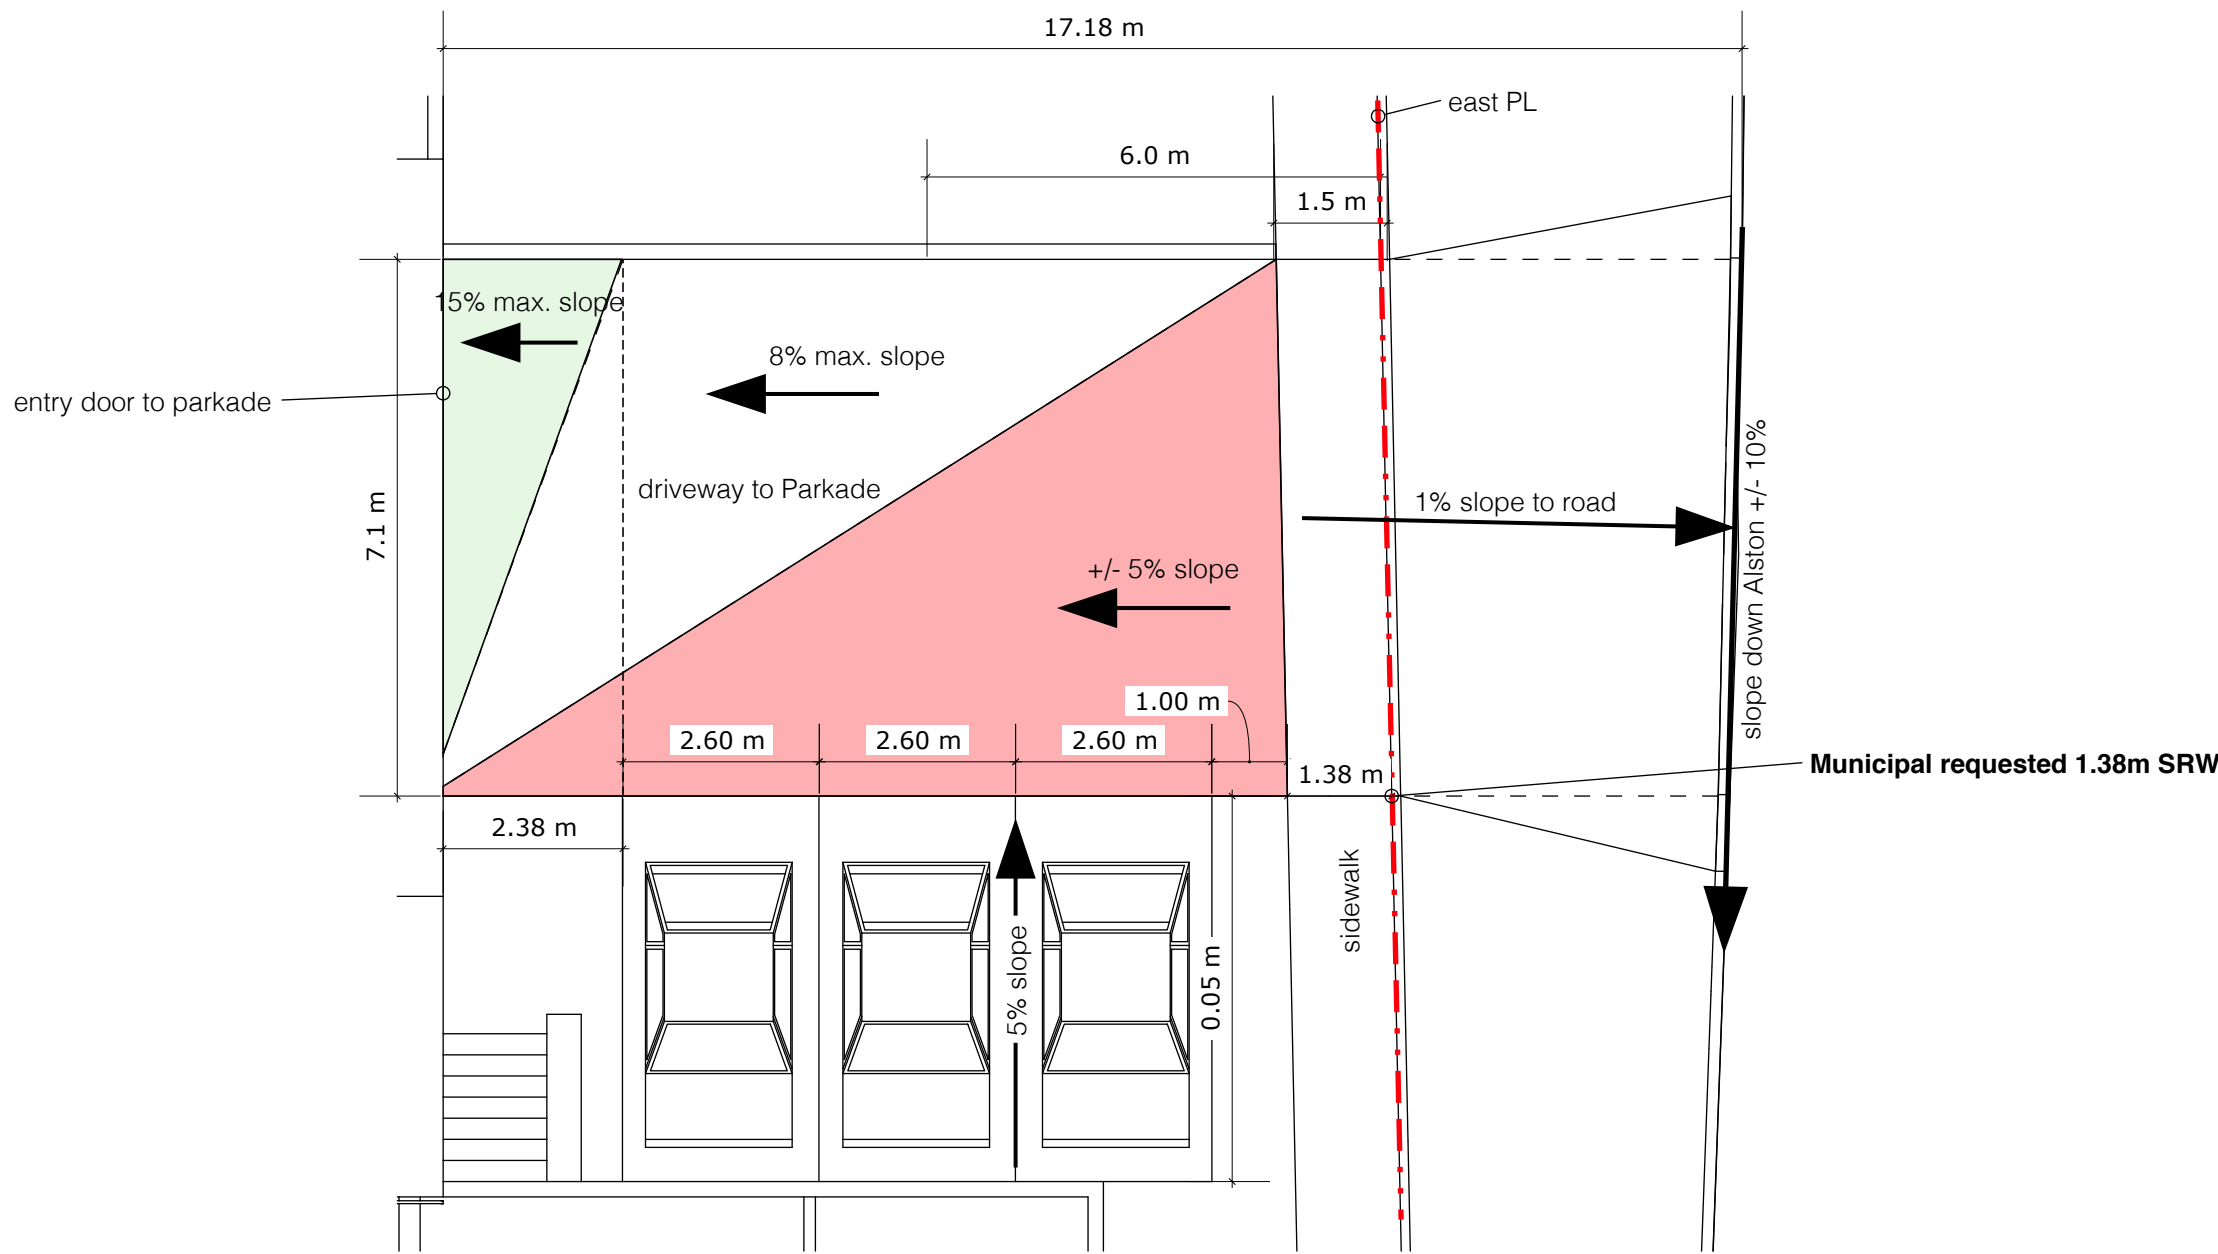 17.18 m
east PL
6.0 m
1.5 m
15% max. slope
8% max. slope
entry door to parkade
driveway to Parkade
7.1 m
1% slope to road
slope down Alston +/- 10%
+/- 5% slope
1.00 m
2.60 m
2.60 m
2.60 m
1.38 m
Municipal requested 1.38m SRW
2.38 m
sidewalk
5% slope
0.05 m